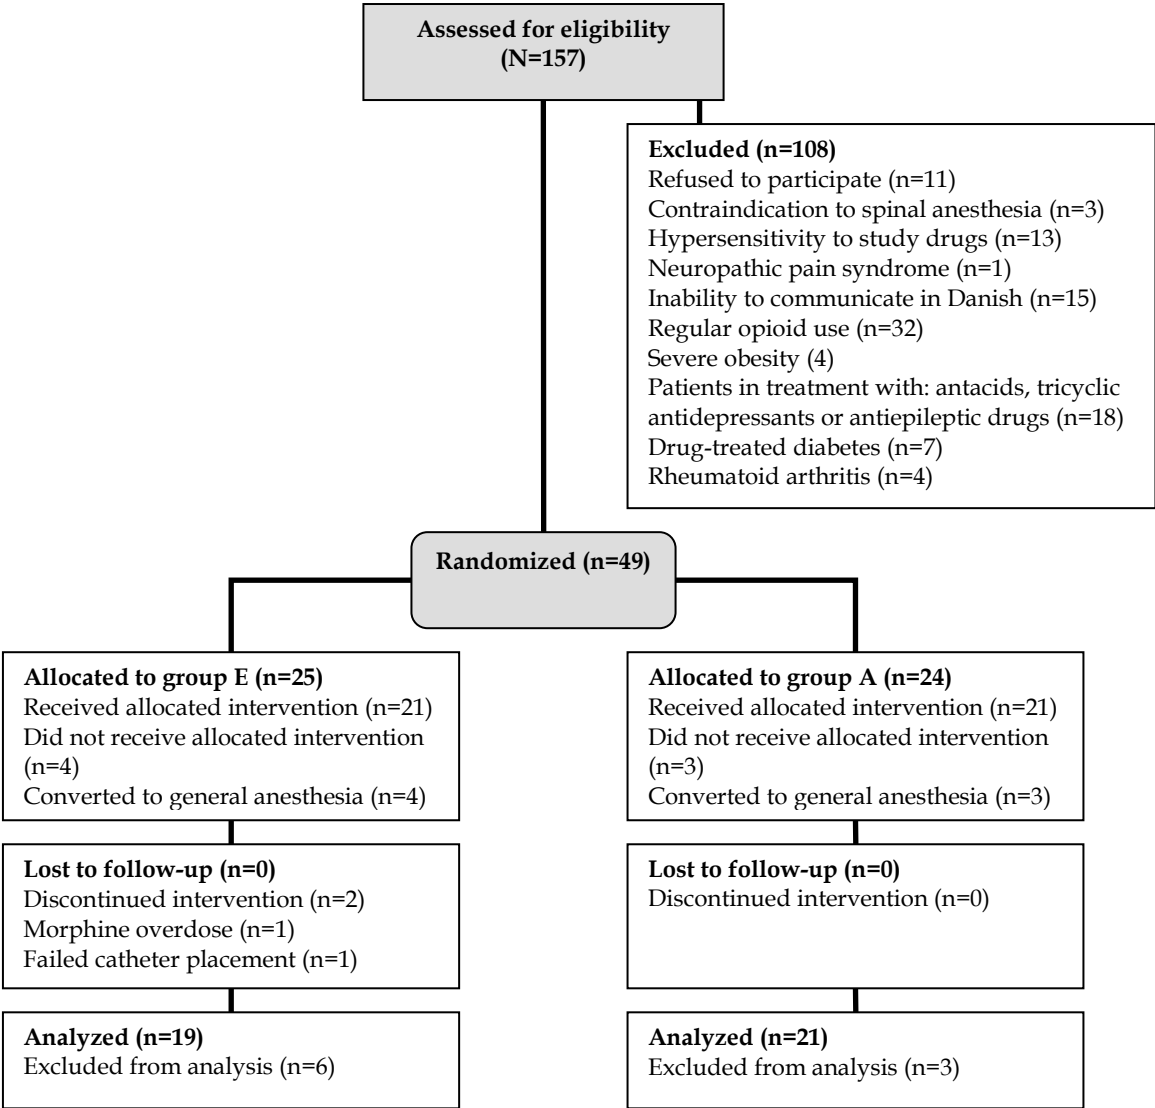 Assessed for eligibility
(N=157)
Excluded (n=108)
Refused to participate (n=11)
Contraindication to spinal anesthesia (n=3)
Hypersensitivity to study drugs (n=13)
Neuropathic pain syndrome (n=1)
Inability to communicate in Danish (n=15)
Regular opioid use (n=32)
Severe obesity (4)
Patients in treatment with: antacids, tricyclic
antidepressants or antiepileptic drugs (n=18)
Drug-treated diabetes (n=7)
Rheumatoid arthritis (n=4)
Randomized (n=49)
Allocated to group E (n=25)
Received allocated intervention (n=21)
Did not receive allocated intervention
(n=4)
Converted to general anesthesia (n=4)
Allocated to group A (n=24)
Received allocated intervention (n=21)
Did not receive allocated intervention
(n=3)
Converted to general anesthesia (n=3)
Lost to follow-up (n=0)
Discontinued intervention (n=2)
Morphine overdose (n=1)
Failed catheter placement (n=1)
Lost to follow-up (n=0)
Discontinued intervention (n=0)
Analyzed (n=19)
Excluded from analysis (n=6)
Analyzed (n=21)
Excluded from analysis (n=3)